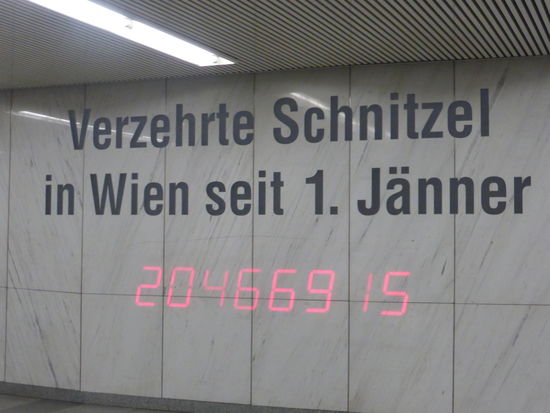 Verzehrte Schnitzel
in Wien seit 1. Jänner
20466915